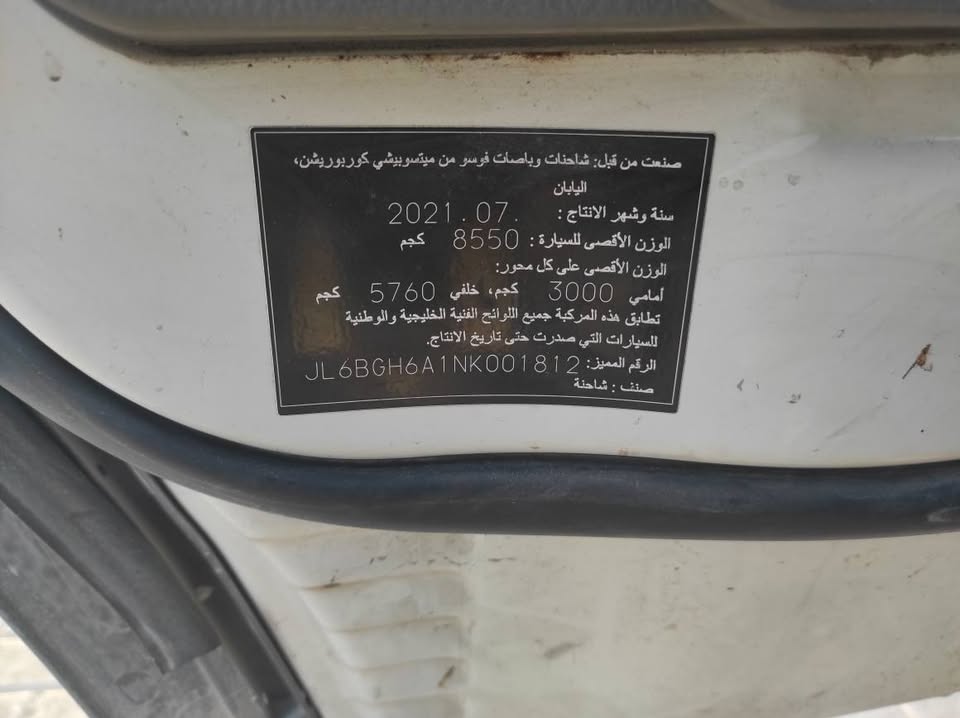 صنعت من قبل: شاحنات وباصات فوسو من ميتسوبيشي كوربوريشن،
اليابان
سنة وشهر الانتاج : 2021.07.
الوزن الأقصى للسيارة : 8550 كجم
الوزن الأقصى على كل محور:
أمامي 3000 كجم، خلفي 5760 كجم
تطابق هذه المركبة جميع اللوائح الفنية الخليجية والوطنية
للسيارات التي صدرت حتى تاريخ الانتاج.
الرقم المميز: JL6BGH6A1NK001812
صنف : شاحنة